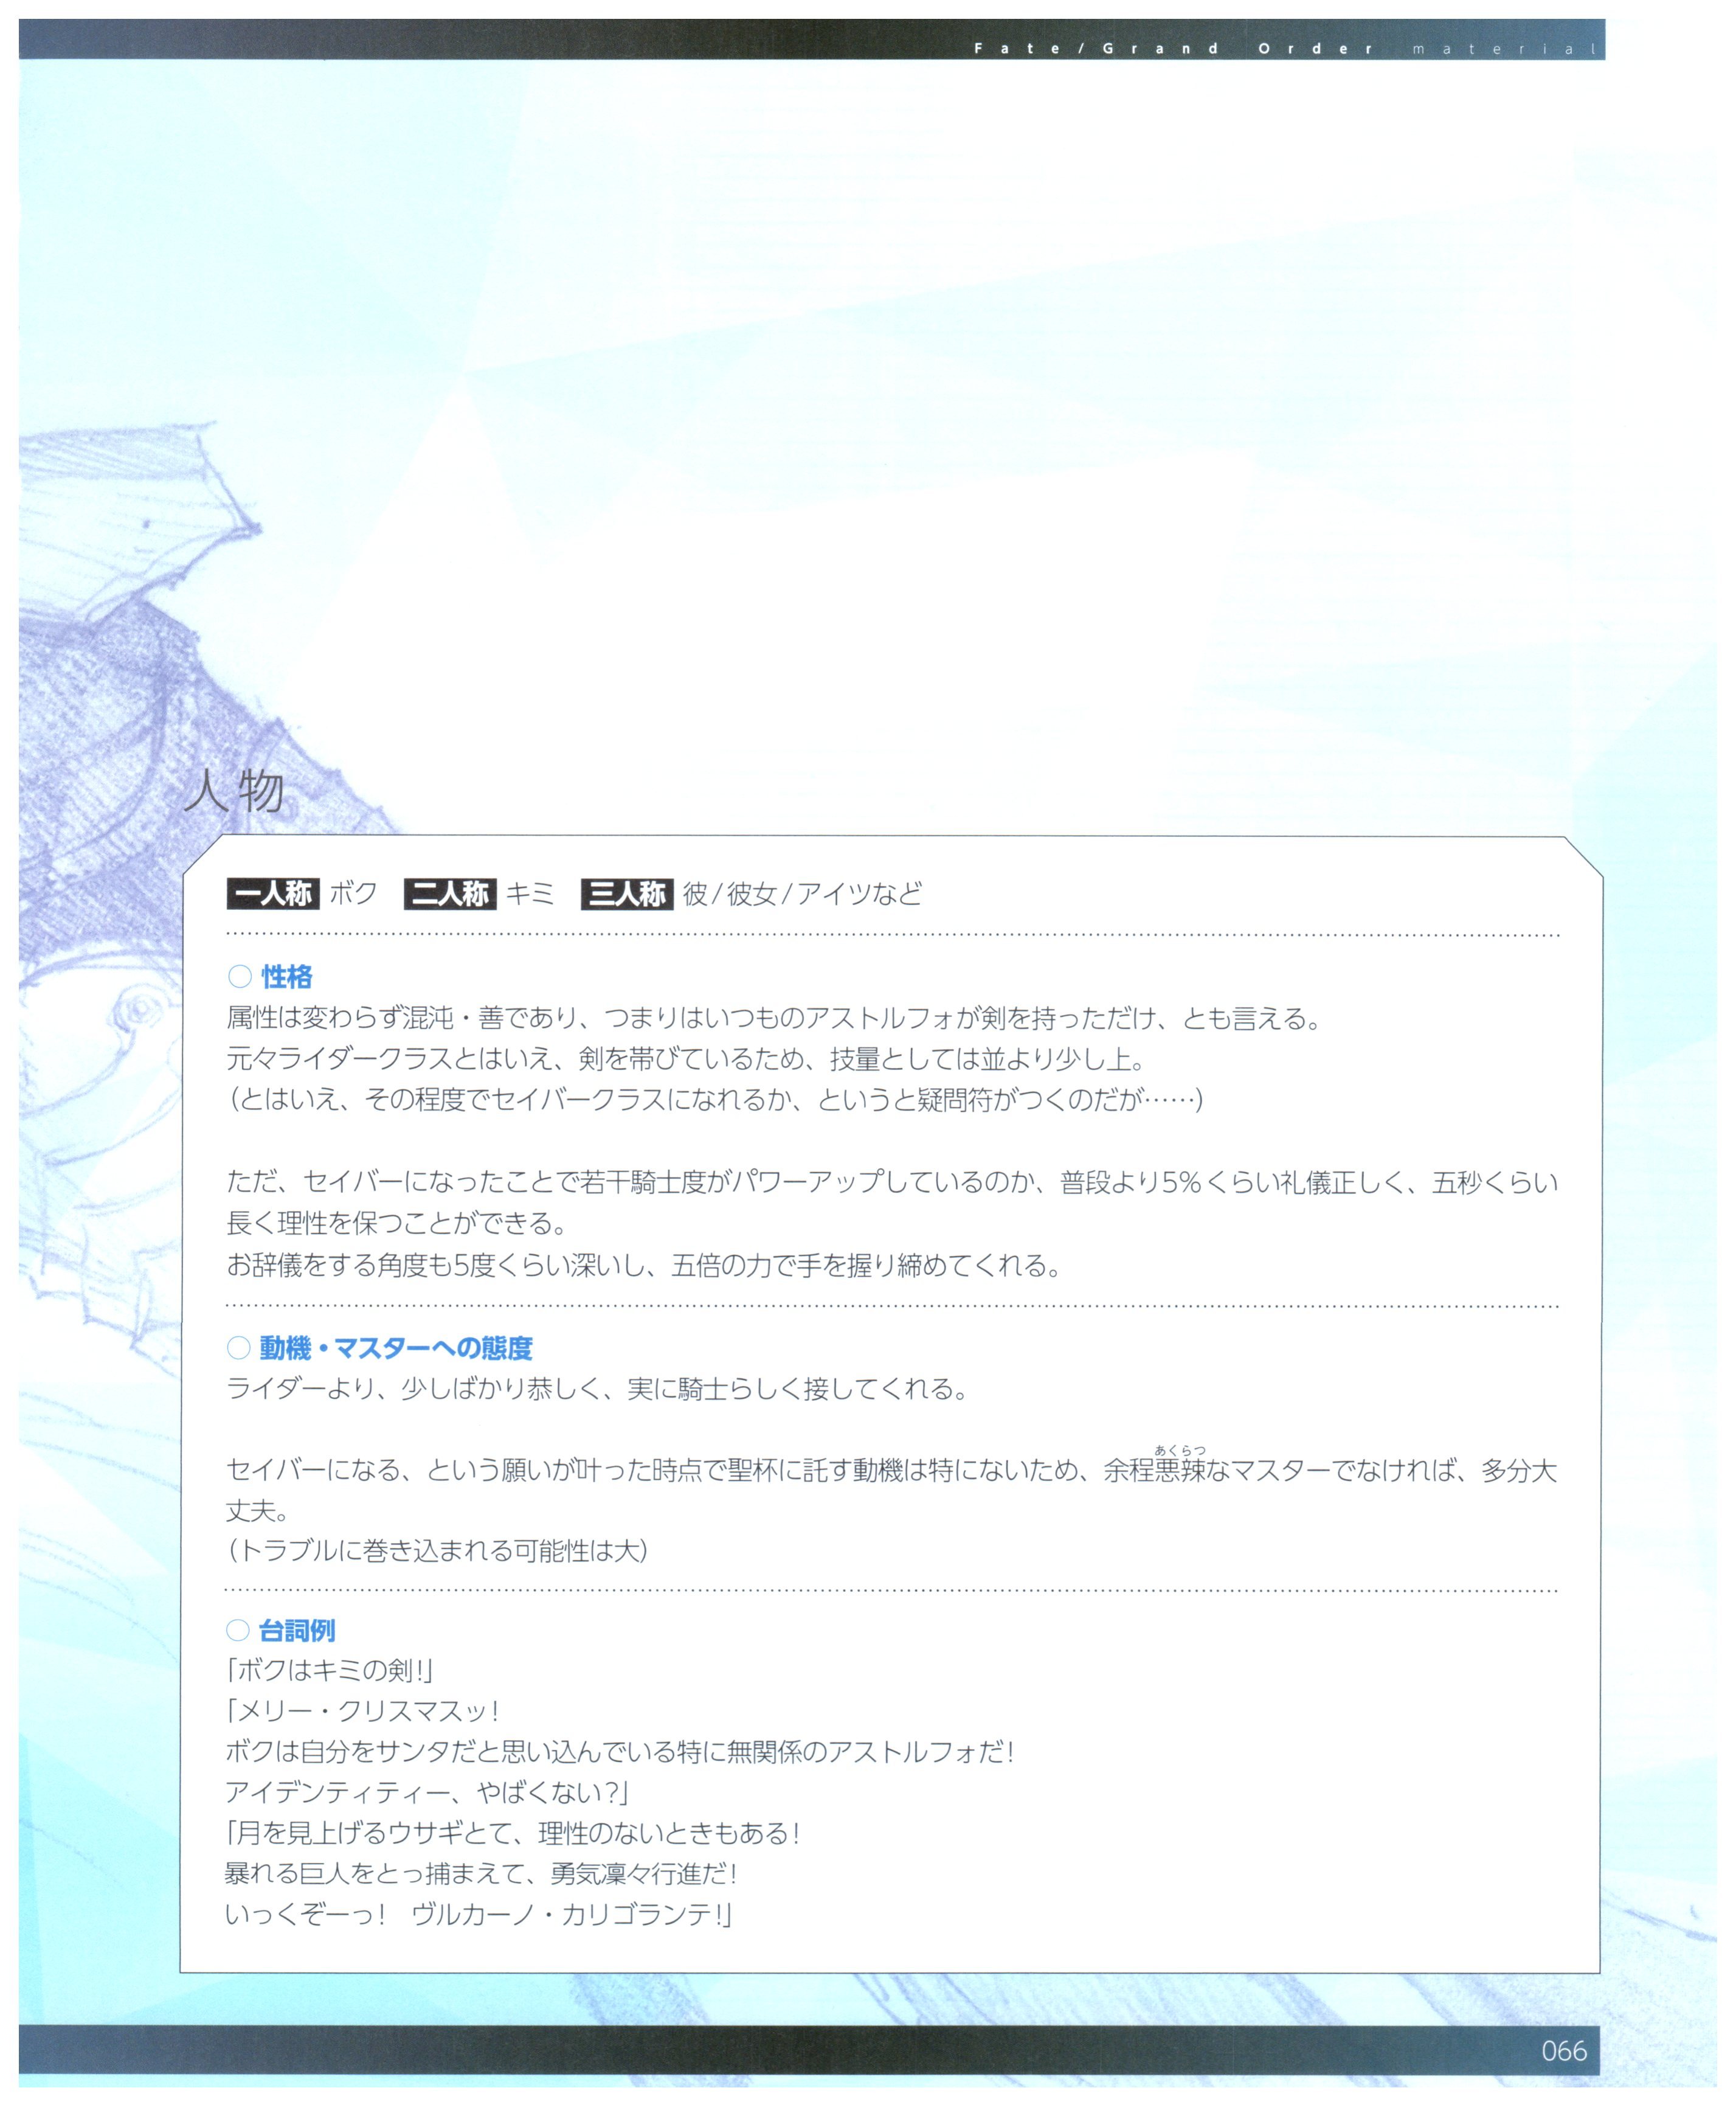 Fate/Grand Order material
人物
一人称 ボク 二人称 キミ 三人称 彼/彼女/アイツなど
○ 性格
属性は変わらず混沌・善であり、つまりはいつものアストルフォが剣を持っただけ、とも言える。
元々ライダークラスとはいえ、剣を帯びているため、技量としては並より少し上。
(とはいえ、その程度でセイバークラスになれるか、というと疑問符がつくのだが……)
ただ、セイバーになったことで若干騎士度がパワーアップしているのか、普段より5%くらい礼儀正しく、五秒くらい
長く理性を保つことができる。
お辞儀をする角度も5度くらい深いし、五倍の力で手を握り締めてくれる。
○ 動機・マスターへの態度
ライダーより、少しばかり恭しく、実に騎士らしく接してくれる。
あくらつ
セイバーになる、という願いが叶った時点で聖杯に託す動機は特にないため、余程悪辣なマスターでなければ、多分大
丈夫。
(トラブルに巻き込まれる可能性は大)
○ 台詞例
「ボクはキミの剣!」
「メリー・クリスマスッ!
ボクは自分をサンタだと思い込んでいる特に無関係のアストルフォだ!
アイデンティティー、やばくない?」
「月を見上げるウサギとて、理性のないときもある!
暴れる巨人をとっ捕まえて、勇気凜々行進だ!
いっくぞーっ! ヴルカーノ・カリゴランテ!」
066